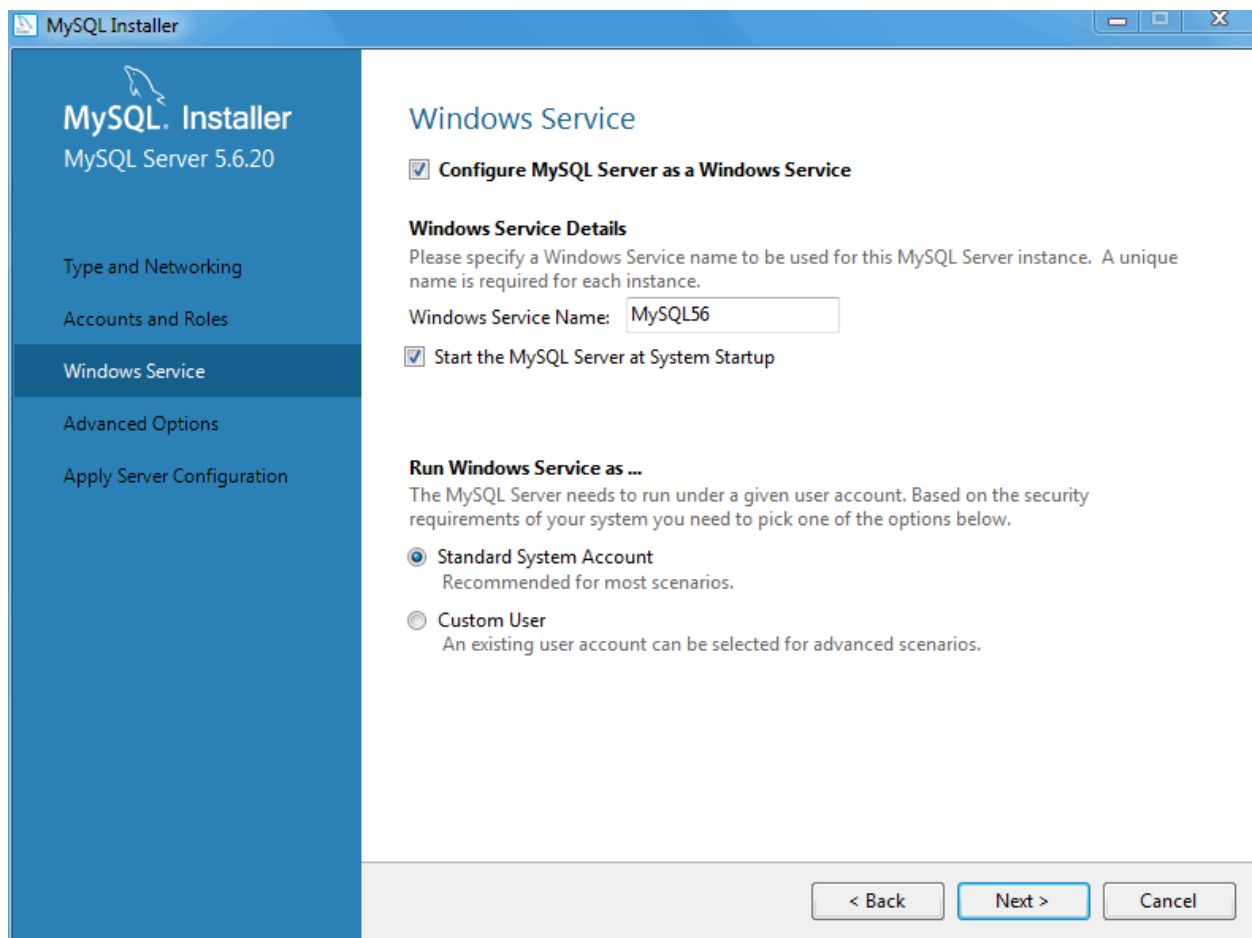 MySQL Installer
MySQL. Installer
MySQL Server 5.6.20
Type and Networking
Accounts and Roles
Windows Service
Advanced Options
Apply Server Configuration
Windows Service
Configure MySQL Server as a Windows Service
Windows Service Details
Please specify a Windows Service name to be used for this MySQL Server instance.  A unique
name is required for each instance.
Windows Service Name: MySQL56
Start the MySQL Server at System Startup
Run Windows Service as ...
The MySQL Server needs to run under a given user account. Based on the security
requirements of your system you need to pick one of the options below.
Standard System Account
Recommended for most scenarios.
Custom User
An existing user account can be selected for advanced scenarios.
< Back Next > Cancel